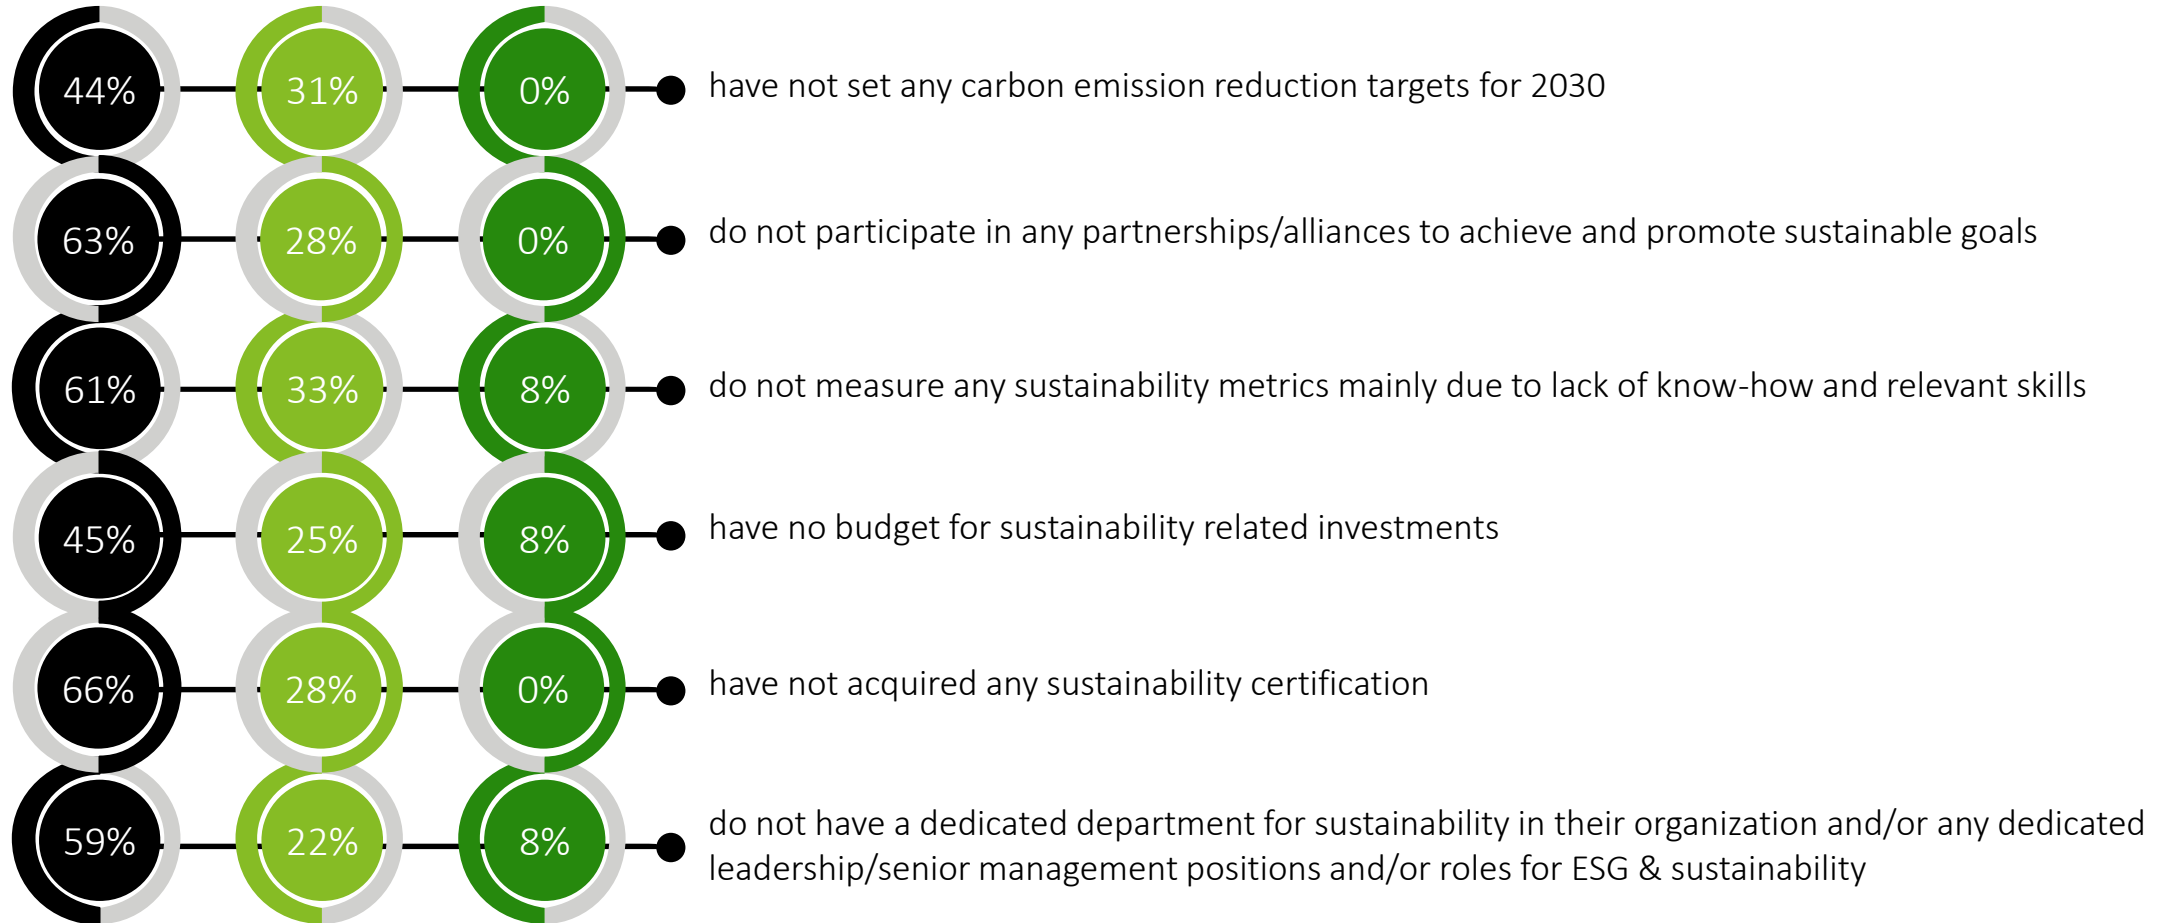 44% 31% 0% have not set any carbon emission reduction targets for 2030
63% 28% 0% do not participate in any partnerships/alliances to achieve and promote sustainable goals
61% 33% 8% do not measure any sustainability metrics mainly due to lack of know-how and relevant skills
45% 25% 8% have no budget for sustainability related investments
66% 28% 0% have not acquired any sustainability certification
59% 22% 8% do not have a dedicated department for sustainability in their organization and/or any dedicated
leadership/senior management positions and/or roles for ESG & sustainability